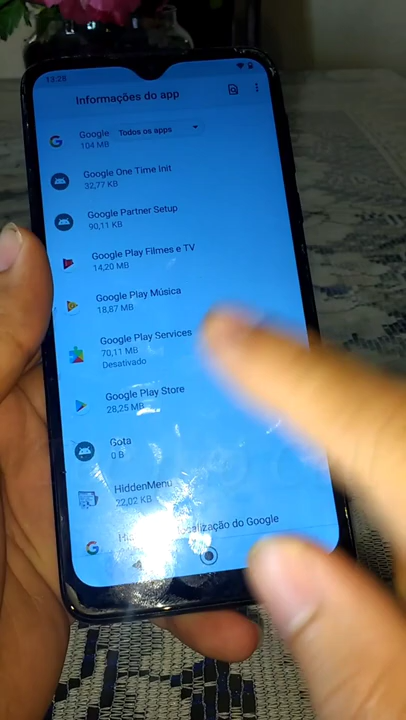 13:28
Informações do app
Google
Todos os apps
104 MB
Google One Time Init
32,77 KB
Google Partner Setup
90,11 KB
Google Play Filmes e TV
14,20 MB
Google Play Música
18,87 MB
Google Play Services
70,11 MB
Desativado
Google Play Store
28,25 MB
Gota
0 B
HiddenMenu
22,02 KB
do Google